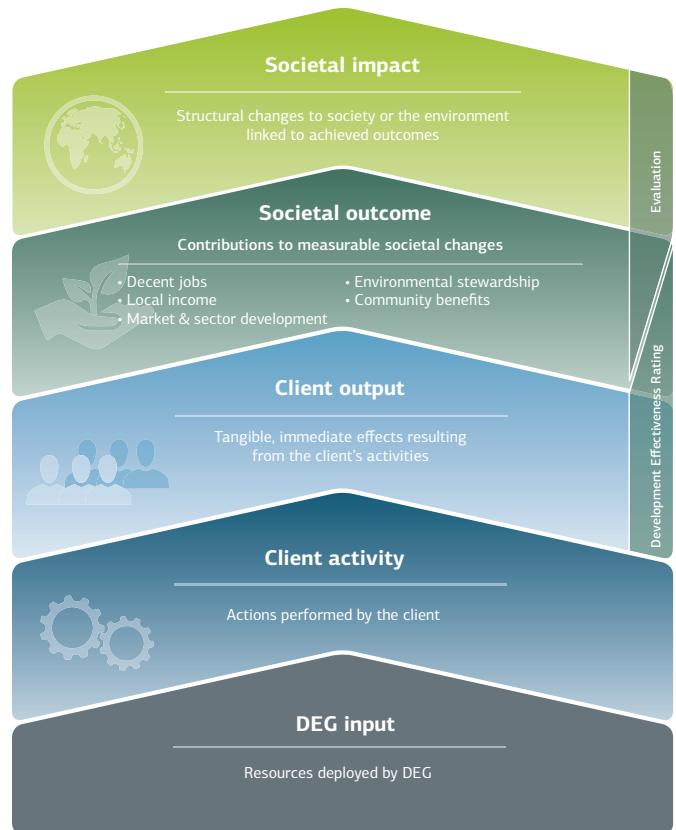 Societal impact
Structural changes to society or the environment
linked to achieved outcomes
Evaluation
Societal outcome
Contributions to measurable societal changes
• Decent jobs
• Local income
• Market & sector development
• Environmental stewardship
• Community benefits
Development Effectiveness Rating
Client output
Tangible, immediate effects resulting
from the client's activities
Client activity
Actions performed by the client
DEG input
Resources deployed by DEG